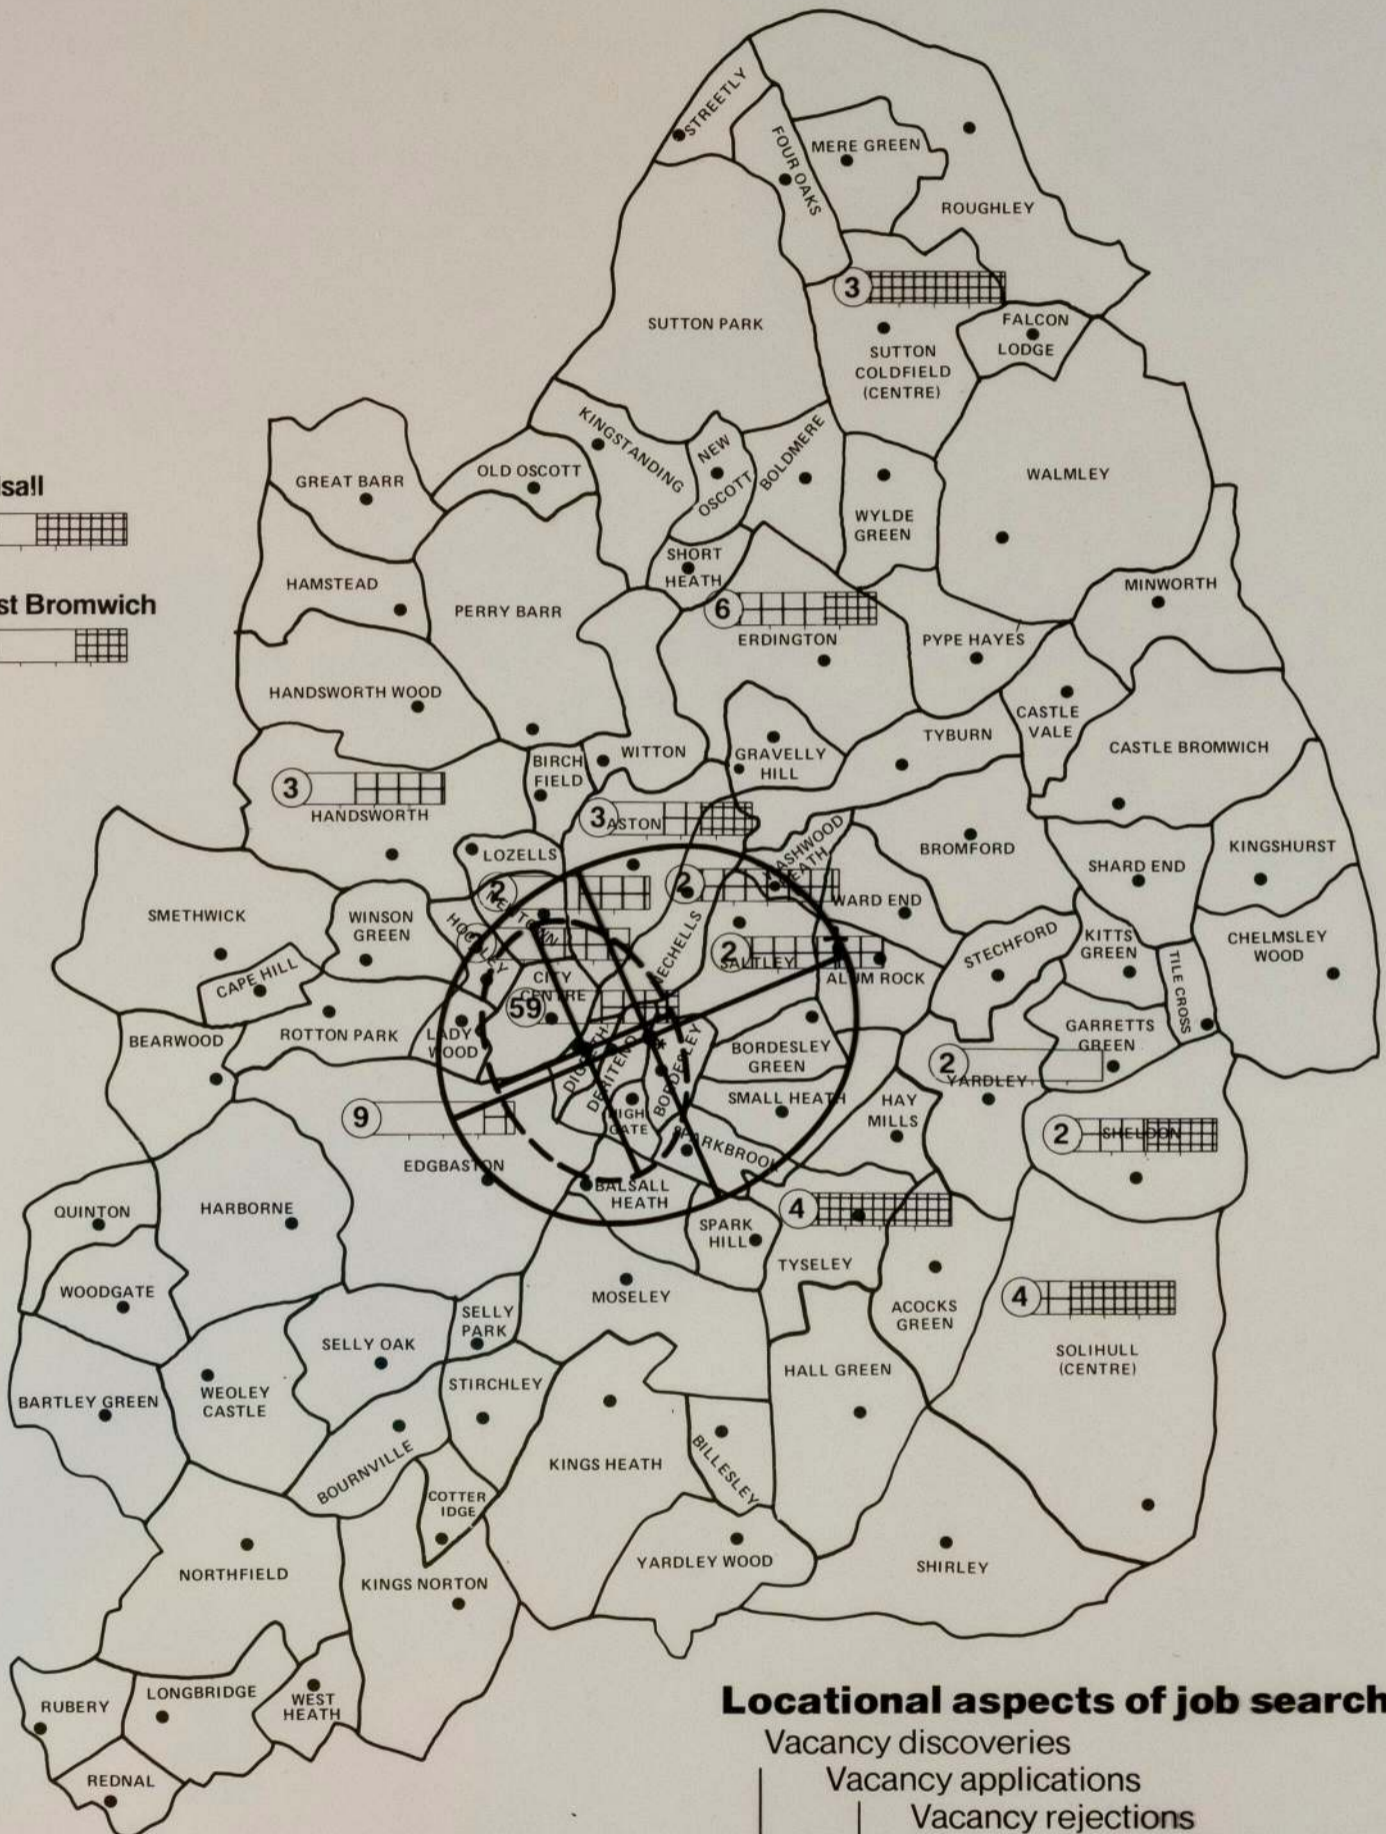 STREETLY
FOUR OAKS
MERE GREEN
ROUGHLEY
3
SUTTON PARK
FALCON
LODGE
SUTTON
COLDFIELD
(CENTRE)
KINGSTANDING
NEW
OSCOTT
BOLDMERE
OLD OSCOTT
GREAT BARR
WALMLEY
WYLDE
GREEN
sall
SHORT
HEATH
HAMSTEAD
PERRY BARR
MINWORTH
st Bromwich
6
ERDINGTON
PYPE HAYES
HANDSWORTH WOOD
CASTLE
VALE
TYBURN
CASTLE BROMWICH
WITTON
GRAVELLY
HILL
BIRCH
FIELD
3
HANDSWORTH
3
ASTON
WASHWOOD
HEATH
BROMFORD
KINGSHURST
LOZELLS
SHARD END
2
NEWTOWN
2
WARD END
SMETHWICK
WINSON
GREEN
HOCKLEY
2
NECHELLS
2
SALTLEY
STECHFORD
KITTS
GREEN
TILE CROSS
CHELMSLEY
WOOD
CAPE HILL
CITY
CENTRE
59
ALUM ROCK
BEARWOOD
ROTTON PARK
LADY
WOOD
DIGBETH-
DERITEND
*
BORDESLEY
BORDESLEY
GREEN
GARRETTS
GREEN
2
YARDLEY
9
HIGH
GATE
SMALL HEATH
HAY
MILLS
2
SHELDON
SPARKBROOK
EDGBASTON
BALSALL
HEATH
4
QUINTON
HARBORNE
SPARK
HILL
TYSELEY
WOODGATE
MOSELEY
4
ACOCKS
GREEN
SELLY
PARK
SELLY OAK
SOLIHULL
(CENTRE)
HALL GREEN
BARTLEY GREEN
WEOLEY
CASTLE
STIRCHLEY
BOURNVILLE
KINGS HEATH
BILLESLEY
COTTER
IDGE
NORTHFIELD
KINGS NORTON
YARDLEY WOOD
SHIRLEY
RUBERY
LONGBRIDGE
WEST
HEATH
REDNAL
Locational aspects of job search
Vacancy discoveries
Vacancy applications
Vacancy rejections